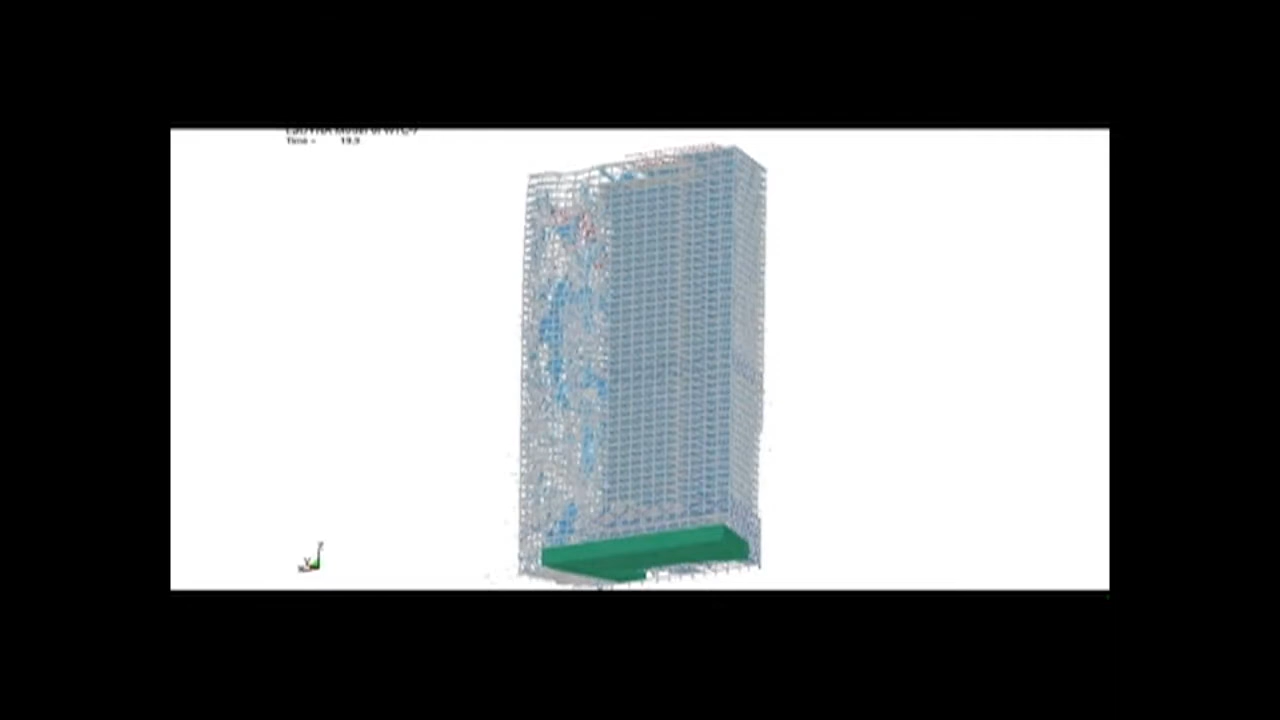 LS-DYNA Model of WTC-7
Time = 19.9